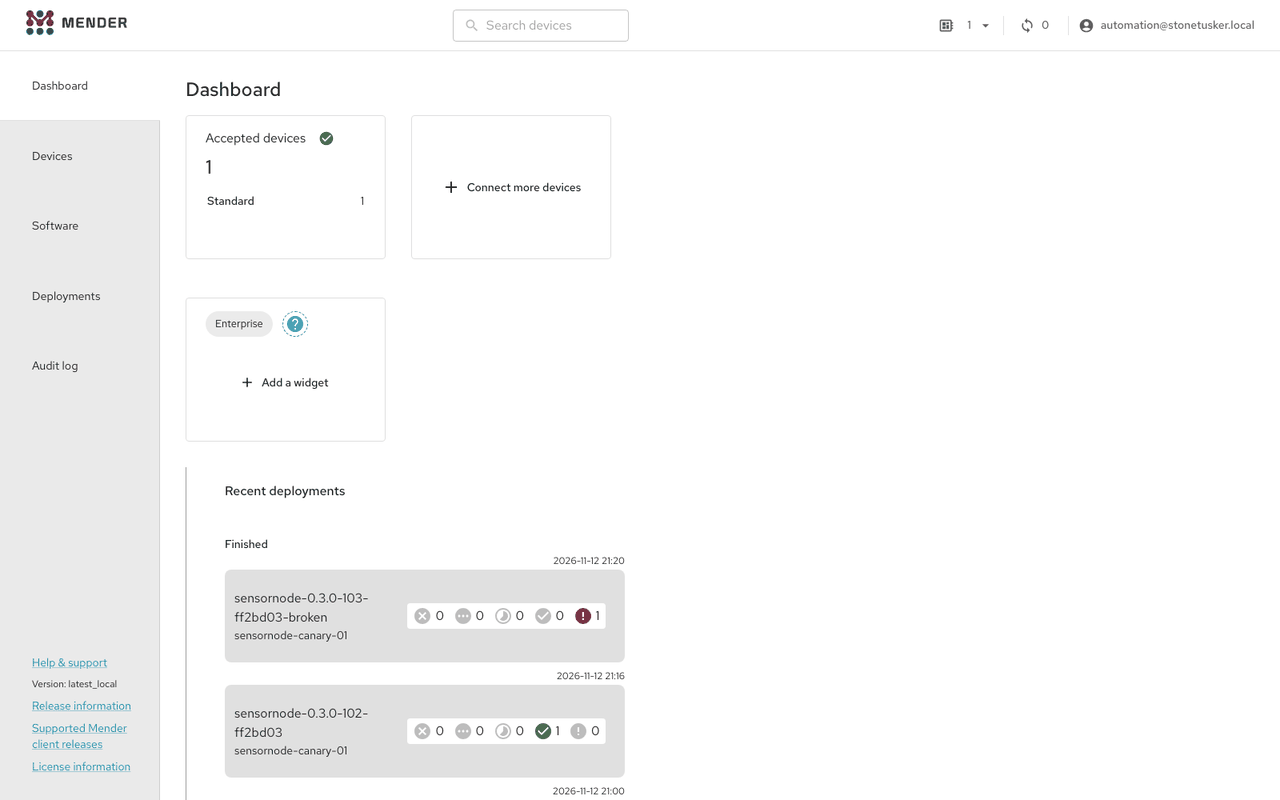 MENDER
Search devices
1
0
automation@stonetusker.local
Dashboard
Devices
Software
Deployments
Audit log
Help & support
Version: latest_local
Release information
Supported Mender
client releases
License information
Dashboard
Accepted devices
1
Standard 1
Connect more devices
Enterprise
Add a widget
Recent deployments
Finished
2026-11-12 21:20
sensornode-0.3.0-103-
ff2bd03-broken
sensornode-canary-01
0 0 0 0 1
2026-11-12 21:16
sensornode-0.3.0-102-
ff2bd03
sensornode-canary-01
0 0 0 1 0
2026-11-12 21:00